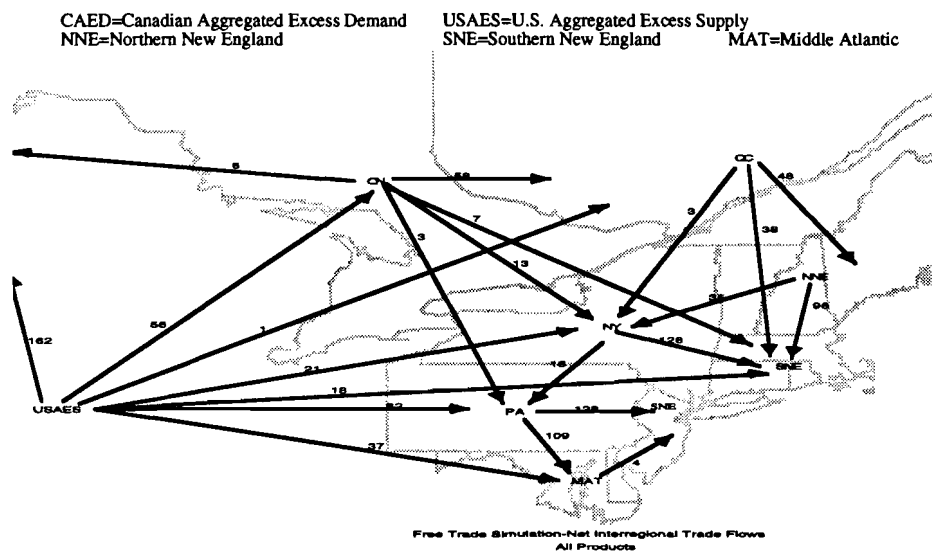 CAED=Canadian Aggregated Excess Demand USAES=U.S. Aggregated Excess Supply
NNE=Northern New England SNE=Southern New England MAT=Middle Atlantic
QC
48
5
ON
58
3
7
38
3
13
NNE
96
NY
128
162
56
1
21
18
SNE
USAES
PA
SNE
109
37
4
MAT
Free Trade Simulation-Net Interregional Trade Flows
All Products